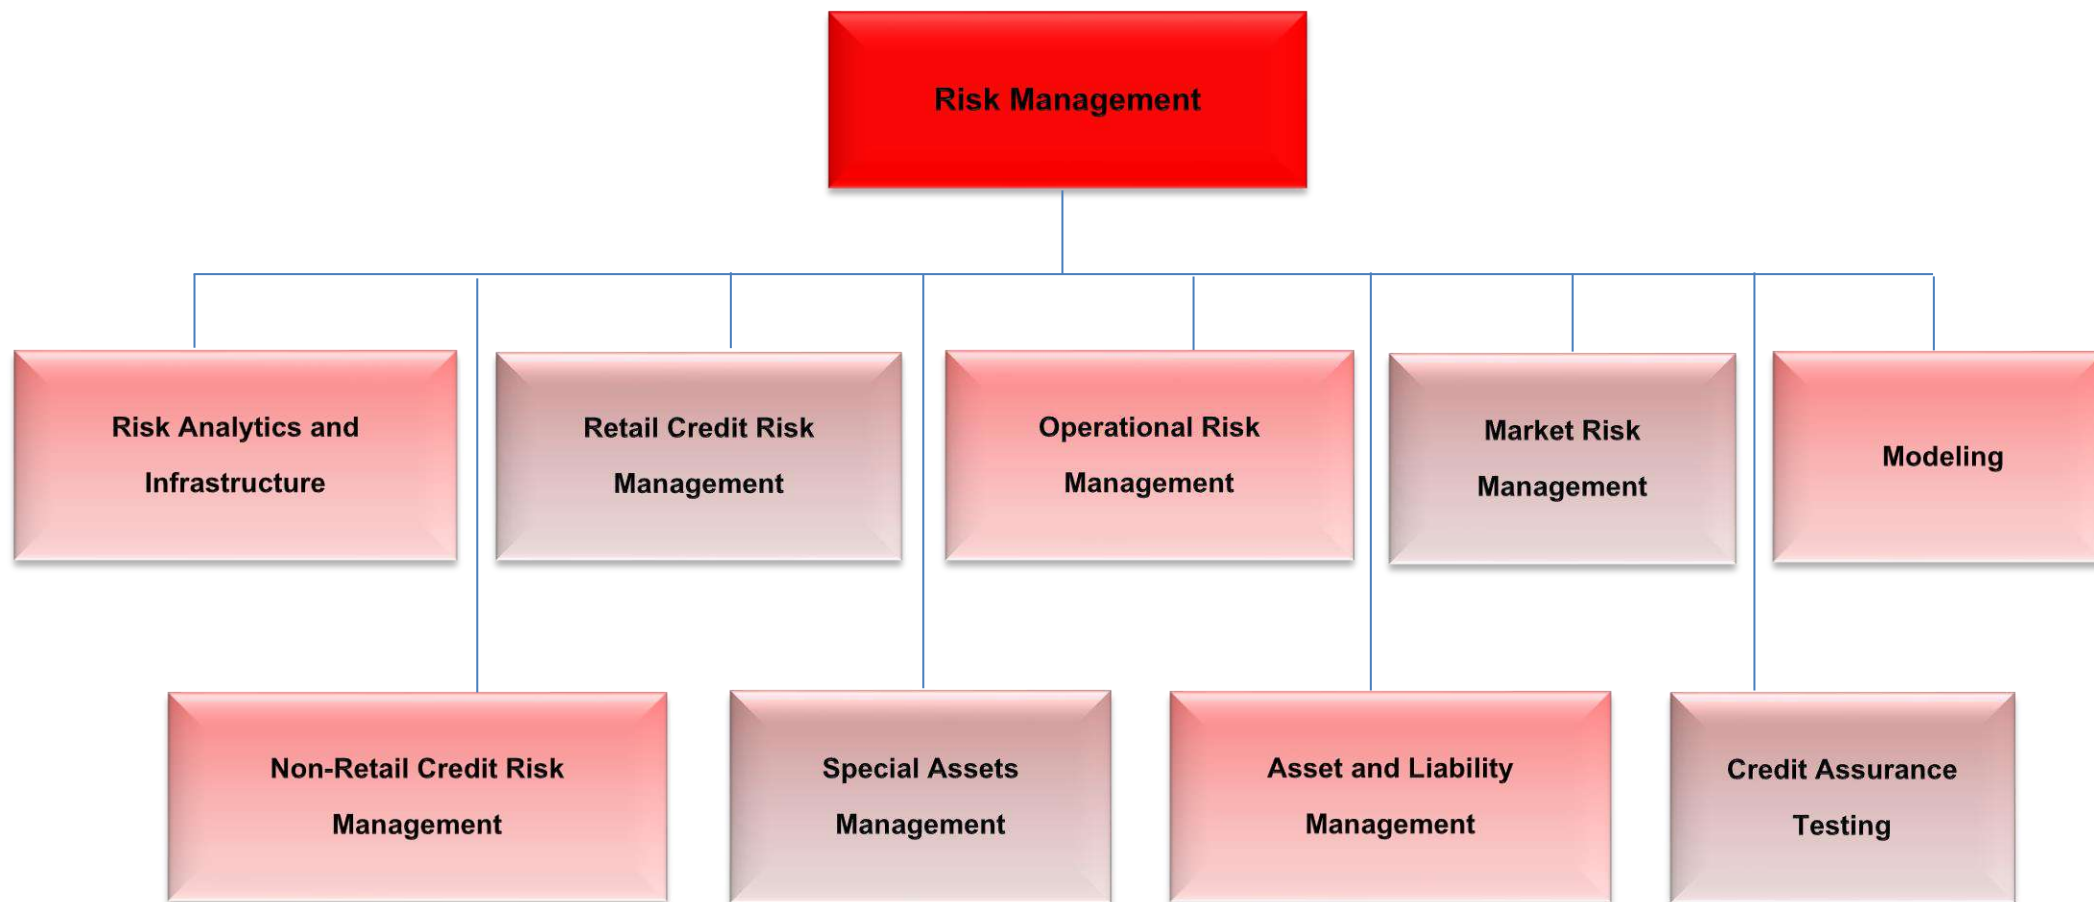 Risk Management
Risk Analytics and
Infrastructure
Retail Credit Risk
Management
Operational Risk
Management
Market Risk
Management
Modeling
Non-Retail Credit Risk
Management
Special Assets
Management
Asset and Liability
Management
Credit Assurance
Testing